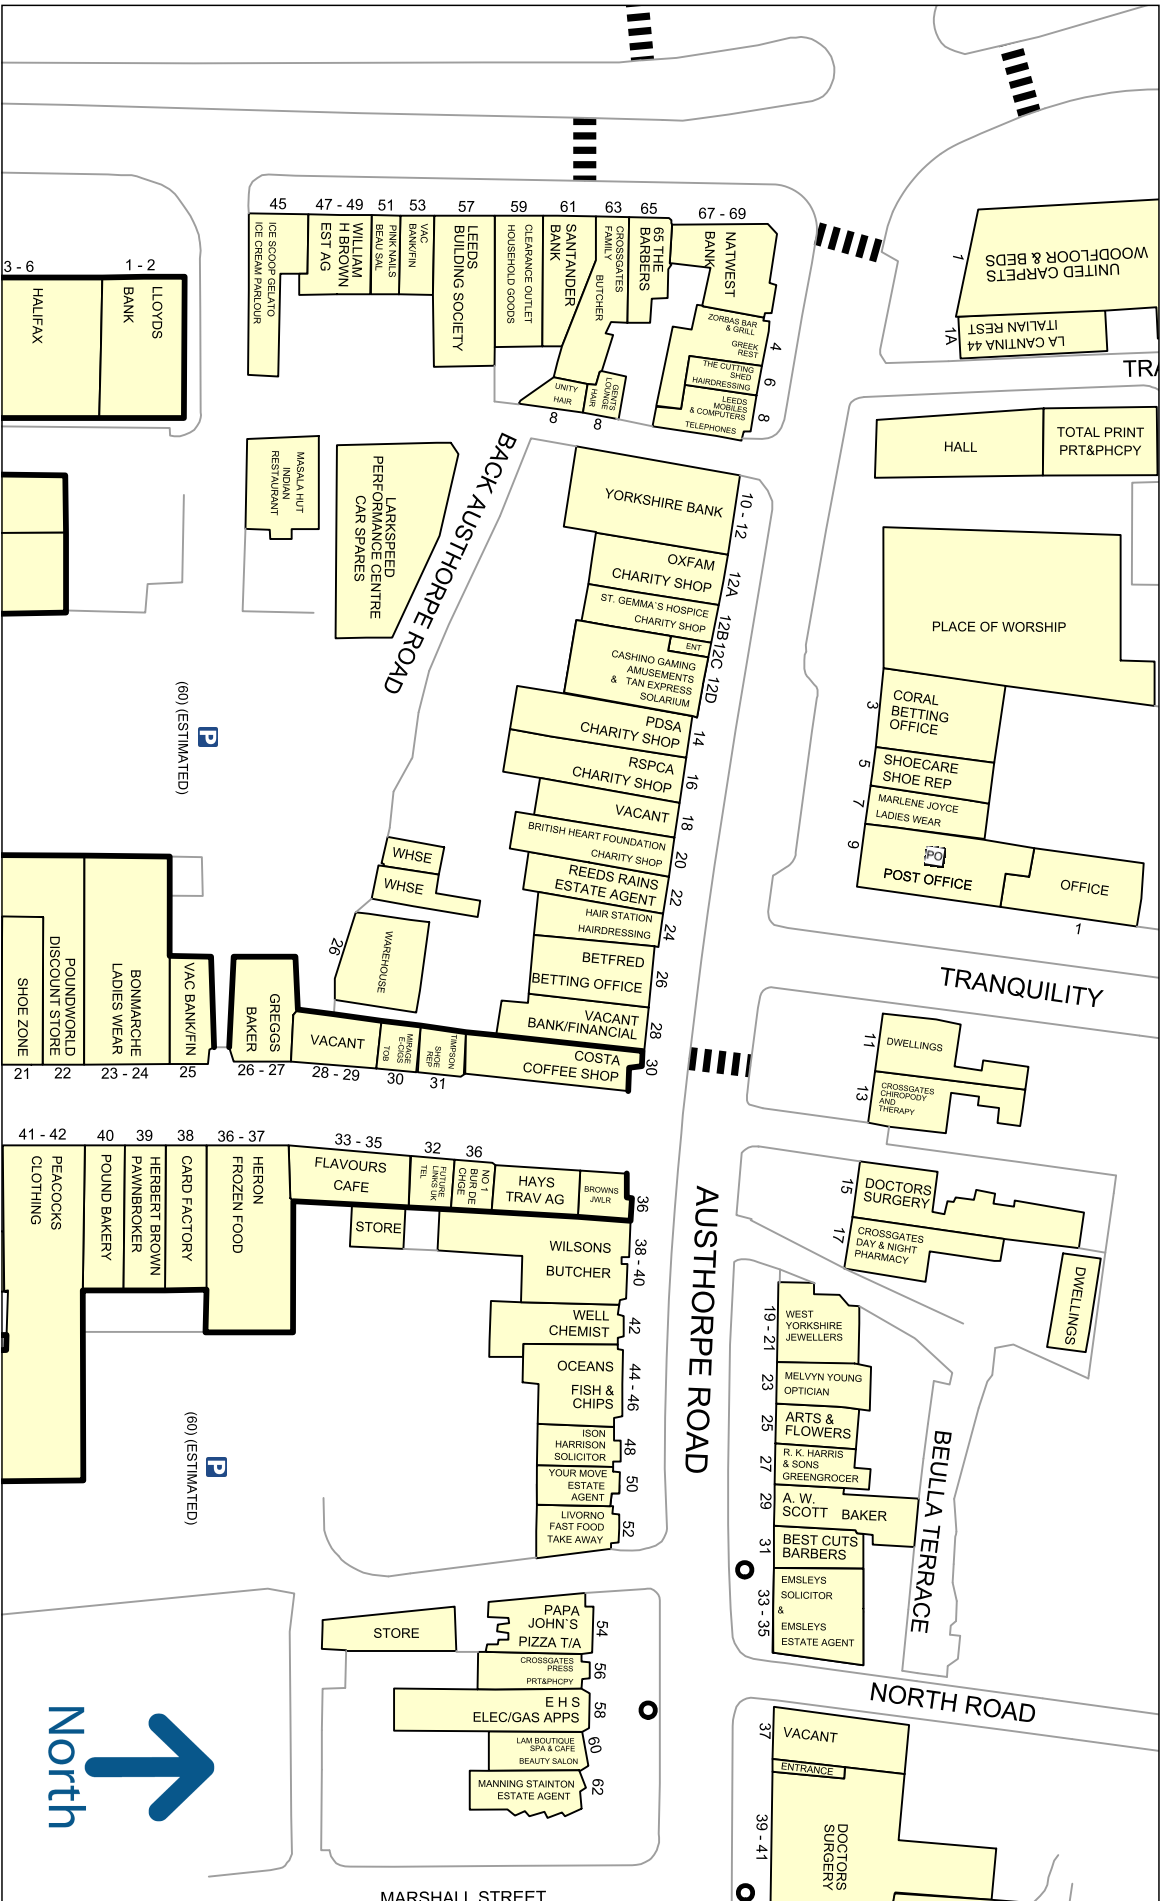 45
47 - 49
51
53
57
59
61
63
65
67 - 69
ICE SCOOP GELATO
ICE CREAM PARLOUR
WILLIAM
H BROWN
EST AG
PINK NAILS
BEAU SAL
VAC
BANK/FIN
LEEDS
BUILDING SOCIETY
CLEARANCE OUTLET
HOUSEHOLD GOODS
SANTANDER
BANK
CROSSGATES
FAMILY
BUTCHER
65 THE
BARBERS
NATWEST
BANK
ZORBAS BAR
& GRILL
GREEK
REST
4
THE CUTTING
SHED
HAIRDRESSING
6
LEEDS
MOBILES
& COMPUTERS
TELEPHONES
8
UNITY
HAIR
8
GENTS
LOUNGE
HAIR
8
UNITED CARPETS
WOODFLOOR & BEDS
1
LA CANTINA 44
ITALIAN REST
1A
TRA
3 - 6
1 - 2
HALIFAX
LLOYDS
BANK
MASALA HUT
INDIAN
RESTAURANT
LARKSPEED
PERFORMANCE CENTRE
CAR SPARES
BACK AUSTHORPE ROAD
HALL
TOTAL PRINT
PRT&PHCPY
PLACE OF WORSHIP
YORKSHIRE BANK
10 - 12
OXFAM
CHARITY SHOP
12A
ST. GEMMA`S HOSPICE
CHARITY SHOP
12B
ENT
12C
CASHINO GAMING
AMUSEMENTS
& TAN EXPRESS
SOLARIUM
12D
PDSA
CHARITY SHOP
14
RSPCA
CHARITY SHOP
16
VACANT
18
BRITISH HEART FOUNDATION
CHARITY SHOP
20
REEDS RAINS
ESTATE AGENT
22
HAIR STATION
HAIRDRESSING
24
BETFRED
BETTING OFFICE
26
VACANT
BANK/FINANCIAL
28
COSTA
COFFEE SHOP
30
CORAL
BETTING
OFFICE
3
SHOECARE
SHOE REP
5
MARLENE JOYCE
LADIES WEAR
7
PO
POST OFFICE
9
OFFICE
1
TRANQUILITY
P
(60) (ESTIMATED)
WHSE
WHSE
WAREHOUSE
26
SHOE ZONE
POUNDWORLD
DISCOUNT STORE
BONMARCHE
LADIES WEAR
VAC BANK/FIN
GREGGS
BAKER
VACANT
MIRAGE
E-CIGS
TOB
TIMPSON
SHOE
REP
21
22
23 - 24
25
26 - 27
28 - 29
30
31
DWELLINGS
11
CROSSGATES
CHIROPODY
AND
THERAPY
13
DOCTORS
SURGERY
15
CROSSGATES
DAY & NIGHT
PHARMACY
17
DWELLINGS
41 - 42
40
39
38
36 - 37
33 - 35
32
36
PEACOCKS
CLOTHING
POUND BAKERY
HERBERT BROWN
PAWNBROKER
CARD FACTORY
HERON
FROZEN FOOD
FLAVOURS
CAFE
FUTURE
LINKS UK
TEL
NO 1
BUR DE
CHGE
HAYS
TRAV AG
BROWNS
JWLR
36
STORE
WILSONS
BUTCHER
38 - 40
WELL
CHEMIST
42
OCEANS
FISH &
CHIPS
44 - 46
ISON
HARRISON
SOLICITOR
48
YOUR MOVE
ESTATE
AGENT
50
LIVORNO
FAST FOOD
TAKE AWAY
52
AUSTHORPE ROAD
WEST
YORKSHIRE
JEWELLERS
19 - 21
MELVYN YOUNG
OPTICIAN
23
ARTS &
FLOWERS
25
R. K. HARRIS
& SONS
GREENGROCER
27
A. W.
SCOTT BAKER
29
BEST CUTS
BARBERS
31
EMSLEYS
SOLICITOR
&
EMSLEYS
ESTATE AGENT
33 - 35
BEULLA TERRACE
P
(60) (ESTIMATED)
STORE
PAPA
JOHN`S
PIZZA T/A
54
CROSSGATES
PRESS
PRT&PHCPY
56
E H S
ELEC/GAS APPS
58
LAM BOUTIQUE
SPA & CAFE
BEAUTY SALON
60
MANNING STAINTON
ESTATE AGENT
62
NORTH ROAD
VACANT
37
ENTRANCE
DOCTORS
SURGERY
39 - 41
North
MARSHALL STREET